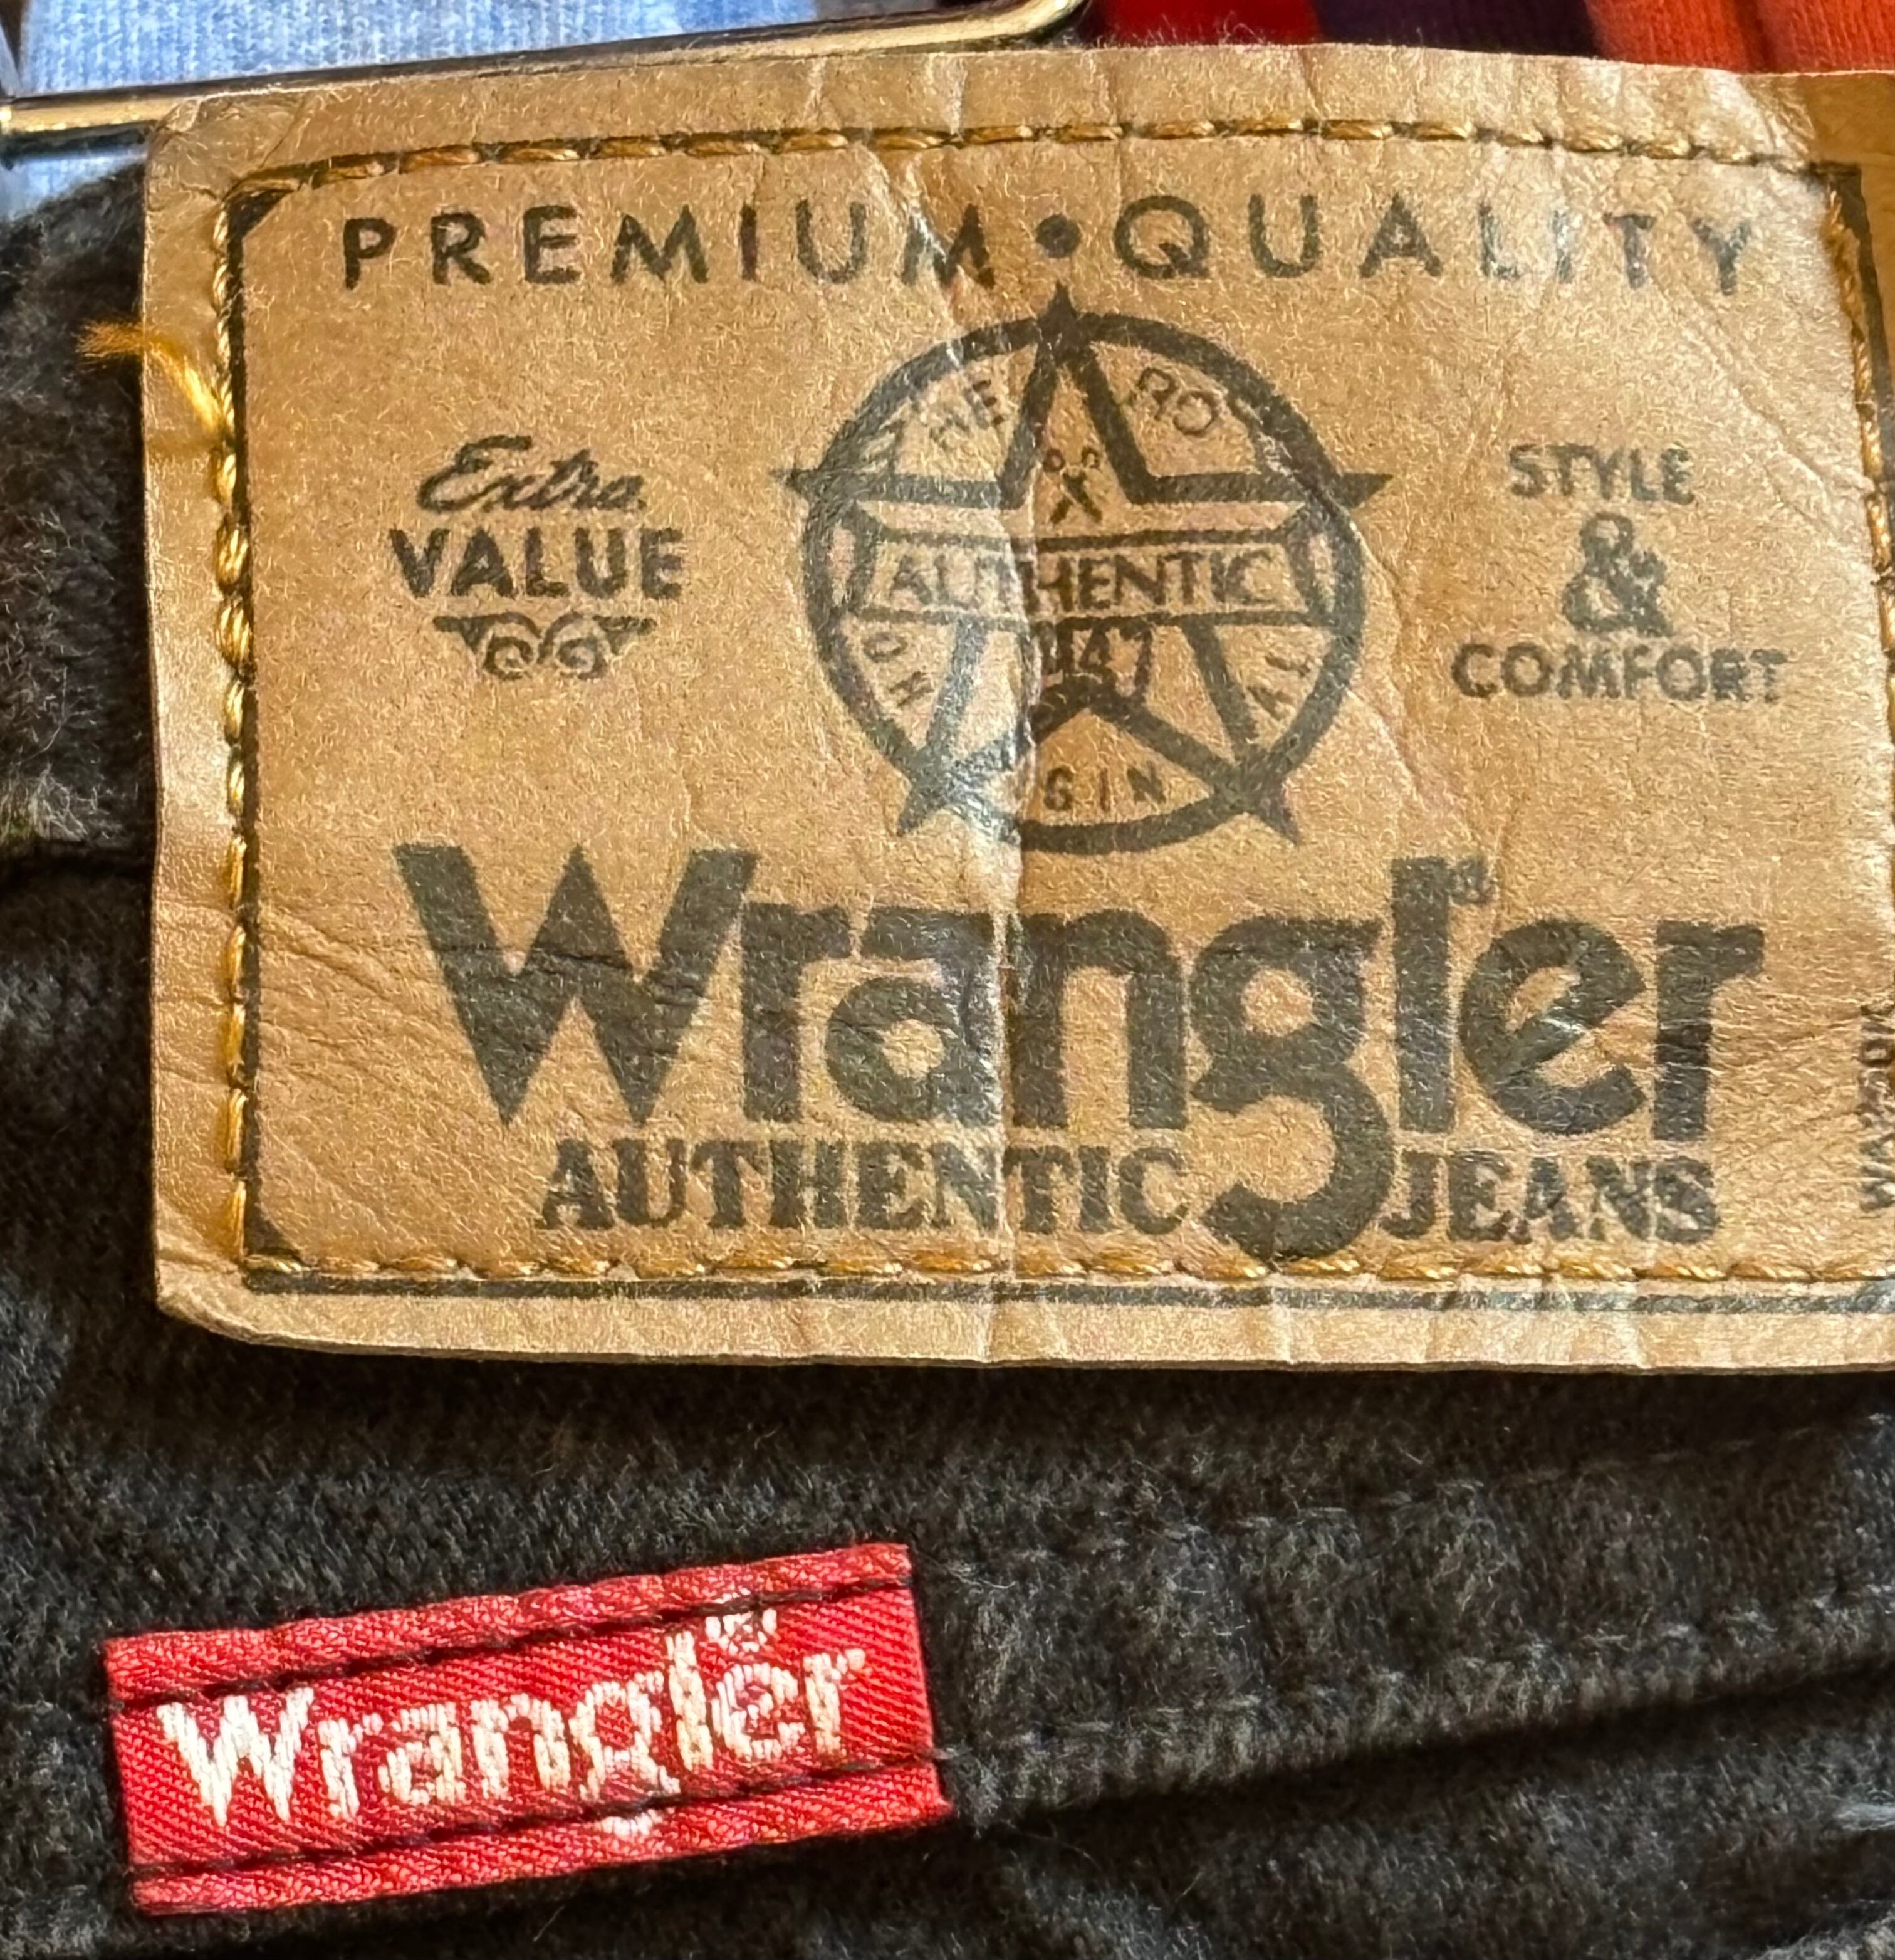 PREMIUM • QUALITY
Extra
VALUE
AUTHENTIC
STYLE
&
COMFORT
Wrangler®
AUTHENTIC JEANS
Wrangler®